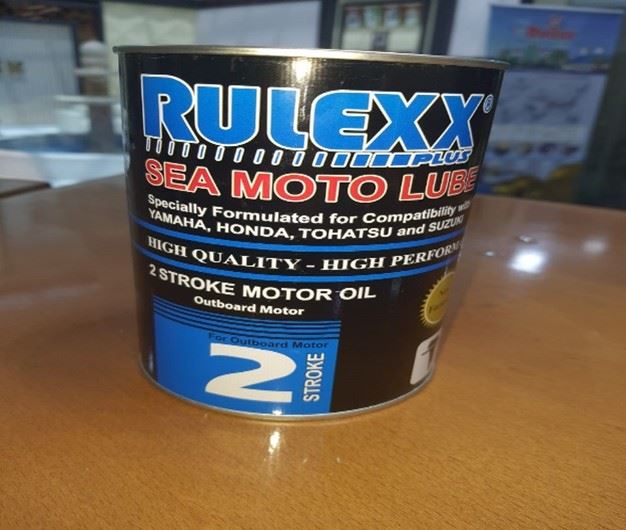 RULEXX®
PLUS
SEA MOTO LUBE
Specially Formulated for Compatibility with
YAMAHA, HONDA, TOHATSU and SUZUKI
HIGH QUALITY - HIGH PERFORM
2 STROKE MOTOR OIL
Outboard Motor
For Outboard Motor
2
STROKE